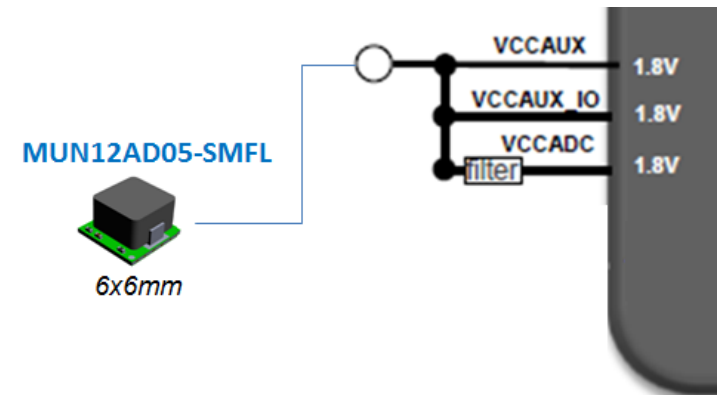 VCCAUX
1.8V
VCCAUX_IO
1.8V
VCCADC
filter
1.8V
MUN12AD05-SMFL
6x6mm